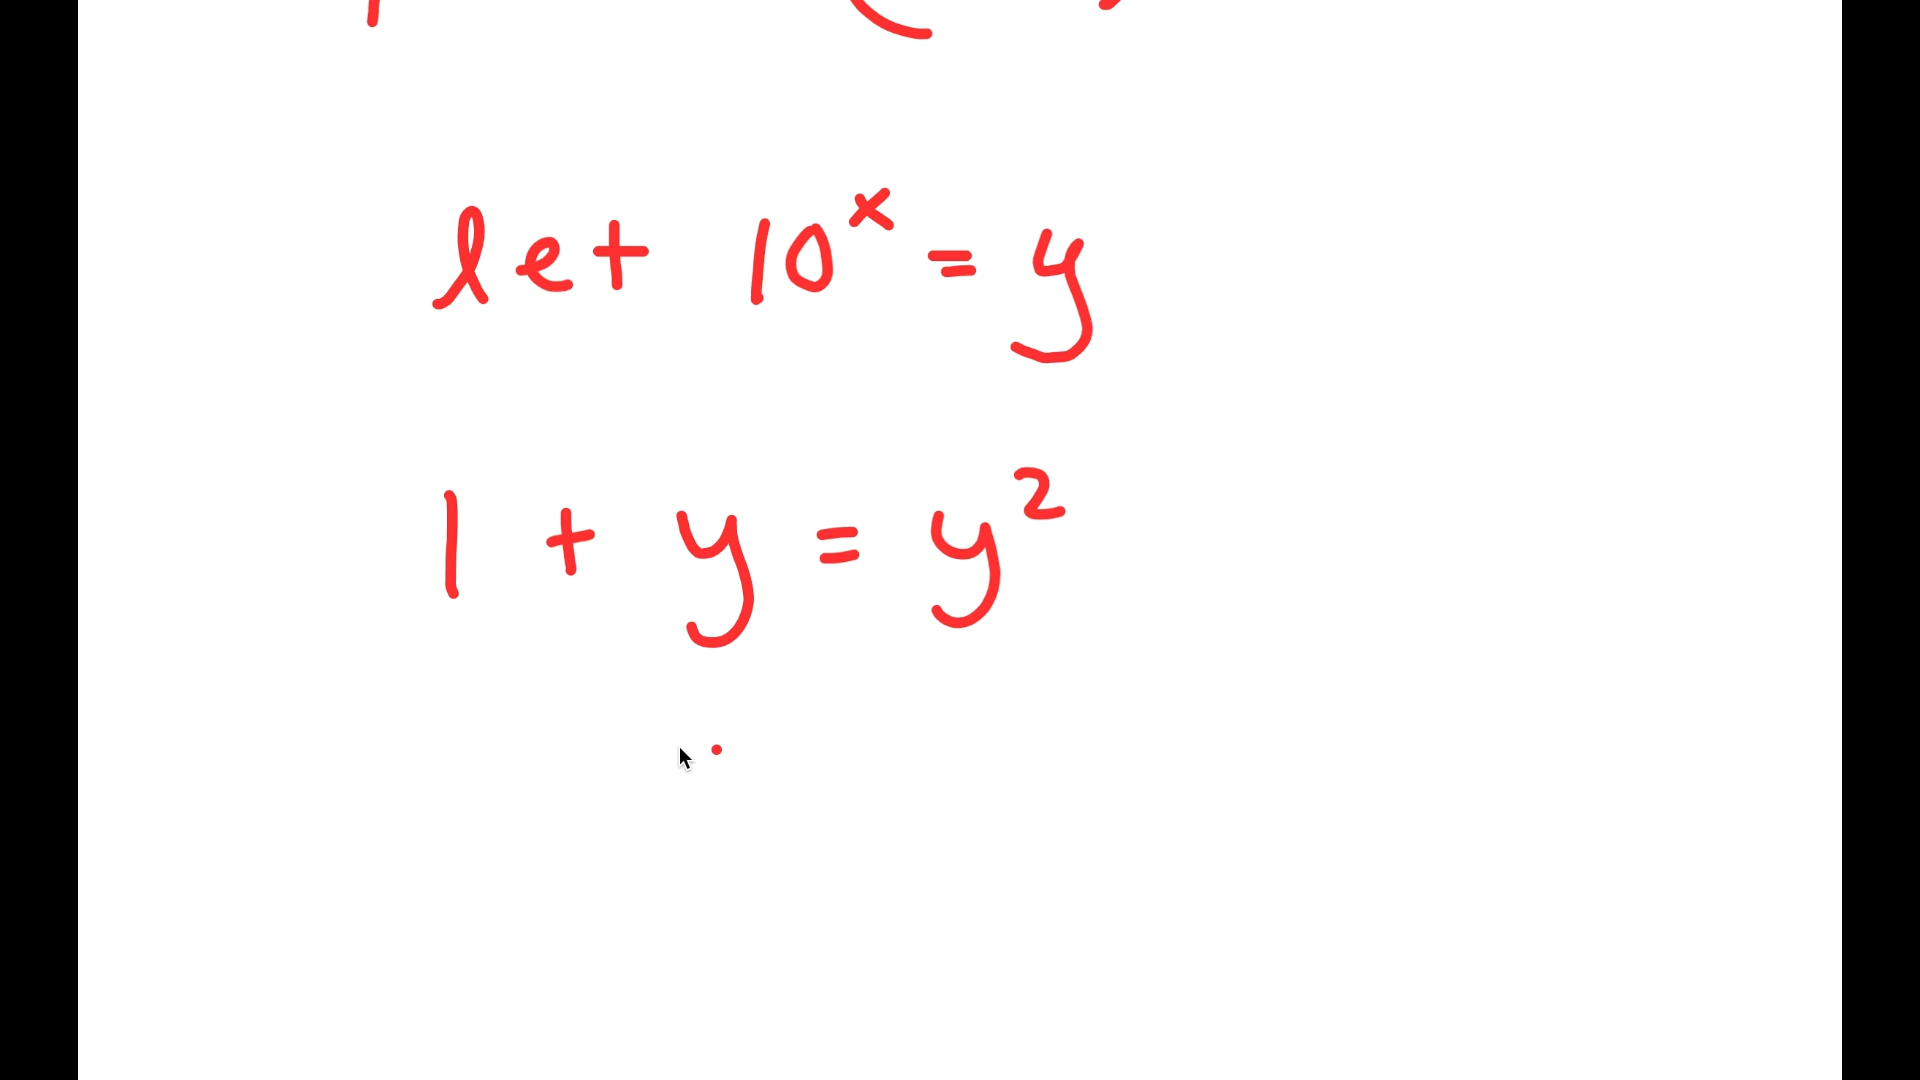 let 10^x = y
1 + y = y^2